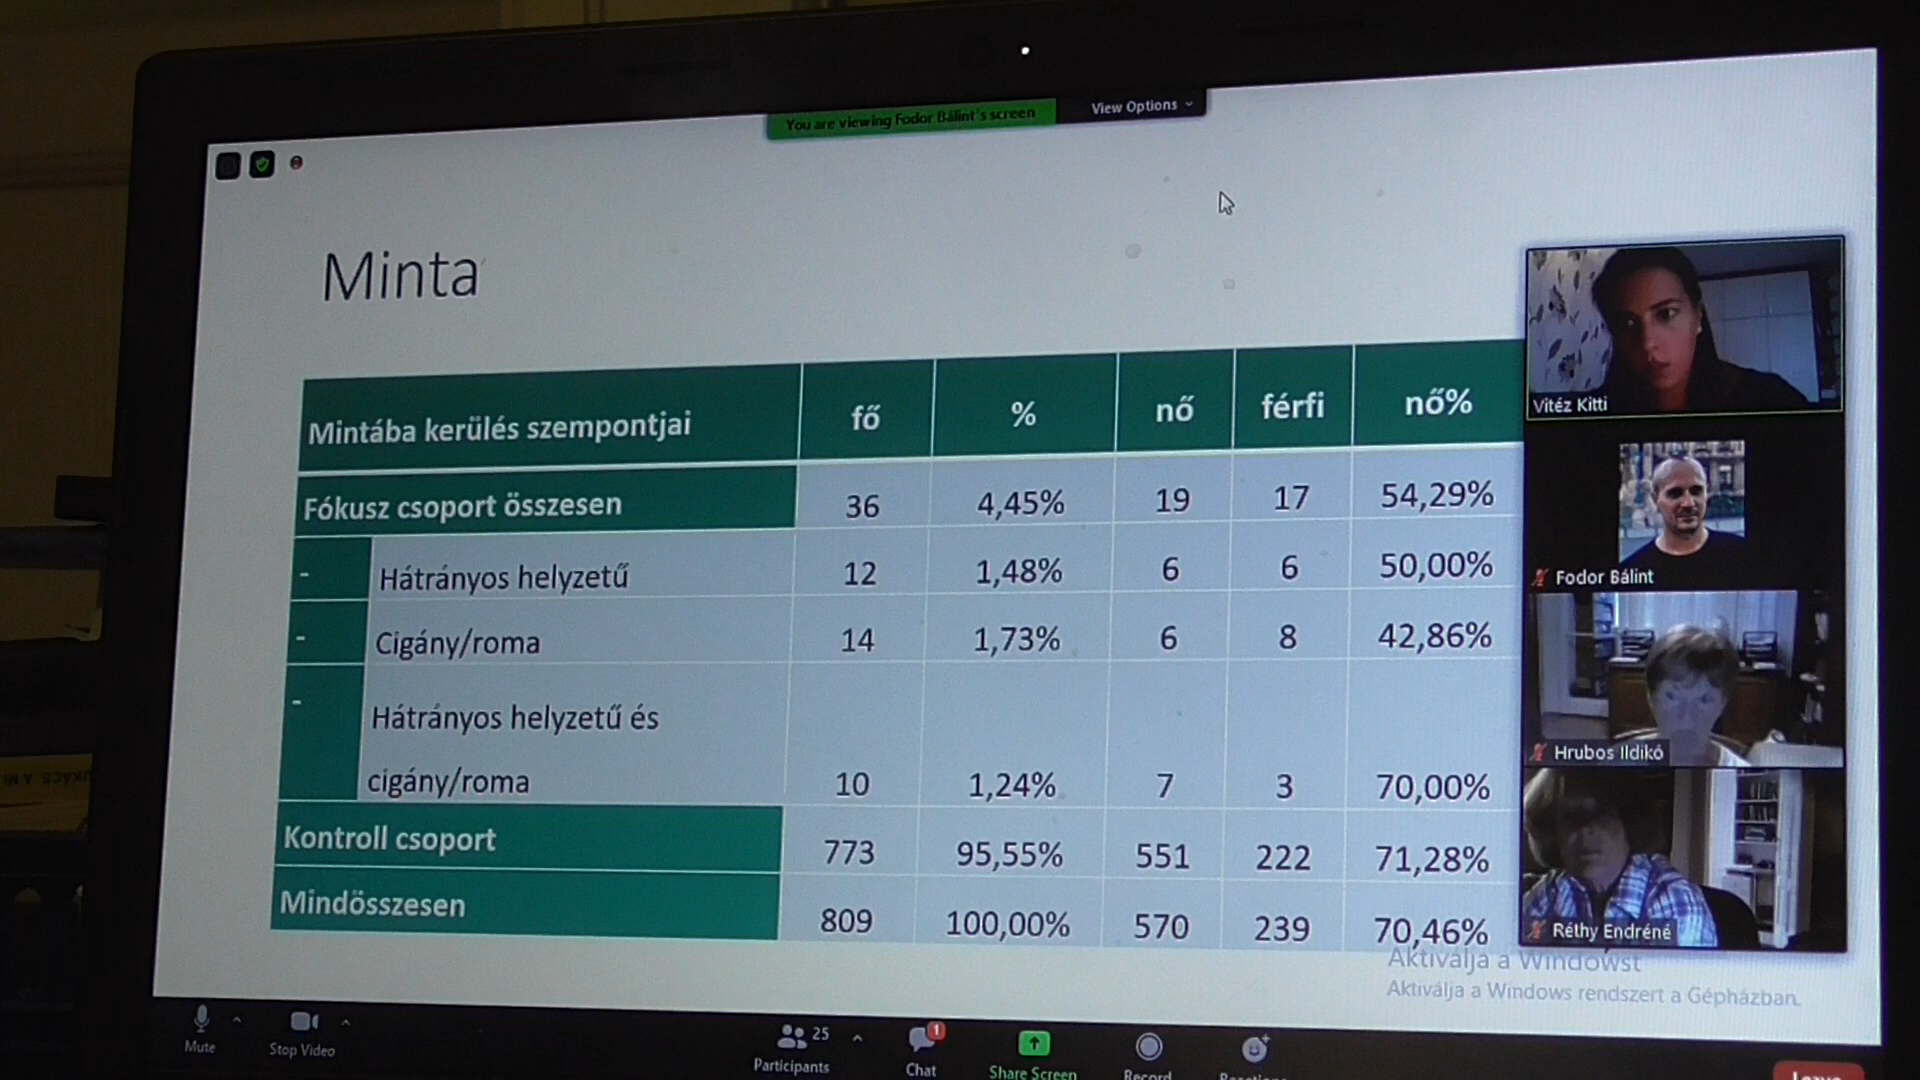 You are viewing Fodor Bálint's screen
View Options
Minta
Mintába kerülés szempontjai fő % nő férfi nő%
Fókusz csoport összesen 36 4,45% 19 17 54,29%
- Hátrányos helyzetű 12 1,48% 6 6 50,00%
- Cigány/roma 14 1,73% 6 8 42,86%
- Hátrányos helyzetű és
cigány/roma 10 1,24% 7 3 70,00%
Kontroll csoport 773 95,55% 551 222 71,28%
Mindösszesen 809 100,00% 570 239 70,46%
Vitéz Kitti
Fodor Bálint
Hrubos Ildikó
Réthy Endréné
Aktiválja a Windowst
Aktiválja a Windows rendszert a Gépházban.
Mute
Stop Video
25
Participants
1
Chat
Share Screen
Record